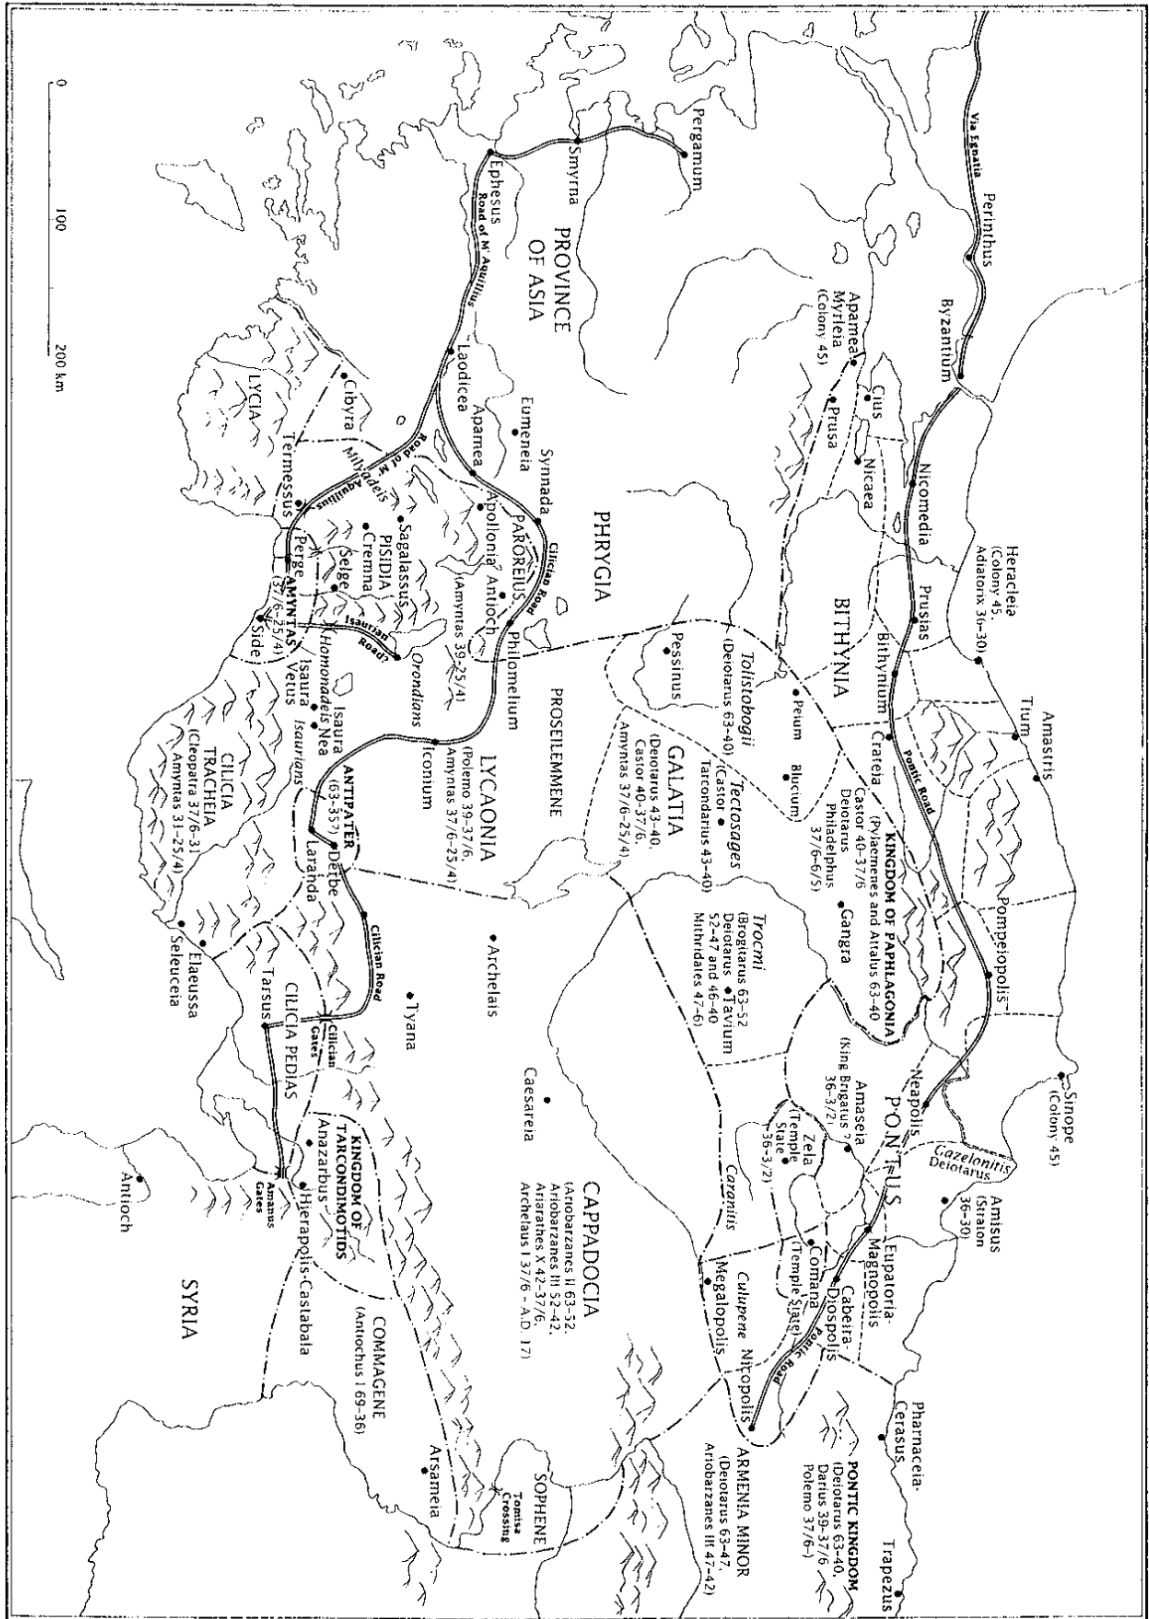 Via Egnatia
Perinthus
Byzantium
Pergamum
Smyrna
Ephesus
Road of M' Aquillius
PROVINCE
OF ASIA
Apamea
Myrleia
(Colony 45)
Cius
Prusa
Nicaea
Nicomedia
Prusias
Heracleia
(Colony 45,
Adiatorix 36–30)
Bithynium
BITHYNIA
Tium
Amastris
Crateia
Pontic Road
Pompeiopolis
Sinope
(Colony 45)
KINGDOM OF PAPHLAGONIA
(Pylaemenes and Attalus 63–40
Castor 40–37/6
Deiotarus
Philadelphus
37/6–6/5)
Gangra
Neapolis
PONTUS
Gazelonitis
Deiotarus
Amisus
(Straton
36–30)
Amaseia
(King Brigatus ?
36–3/2)
Zela
(Temple
State
36–3/2)
Eupatoria-
Magnopolis
Comana
(Temple State)
Cabeira-
Diospolis
Pontic Road
Pharnaceia-
Cerasus
Trapezus
PONTIC KINGDOM
(Deiotarus 63–40,
Darius 39–37/6
Polemo 37/6–)
ARMENIA MINOR
(Deiotarus 63–47,
Ariobarzanes III 47–42)
Nicopolis
Culupene
Megalopolis
Caranitis
Laodicea
Apamea
Eumeneia
Synnada
PHRYGIA
Cilician Road
PAROREIUS
Apollonia
Antioch
(Amyntas 39–25/4)
Philomelium
Pessinus
Tolistobogii
(Deiotarus 63–40)
Peium
Blucium
Tectosages
(Castor
Tarcondarius 43–40)
GALATIA
(Deiotarus 43–40,
Castor 40–37/6,
Amyntas 37/6–25/4)
Trocmi
(Brogitarus 63–52
Deiotarus
52–47 and 46–40
Mithridates 47–6)
Tavium
PROSEILEMMENE
LYCAONIA
(Polemo 39–37/6,
Amyntas 37/6–25/4)
Iconium
Archelais
Tyana
Caesareia
CAPPADOCIA
(Ariobarzanes II 63–52,
Ariobarzanes III 52–42,
Ariarathes X 42–37/6,
Archelaus I 37/6 – A.D. 17)
SOPHENE
Tomisa
Crossing
Arsameia
COMMAGENE
(Antiochus I 69–36)
KINGDOM OF
TARCONDIMOTIDS
Anazarbus
Hierapolis-Castabala
Amanus
Gates
SYRIA
Antioch
CILICIA PEDIAS
Cilician
Gates
Cilician Road
Tarsus
Elaeussa
Seleuceia
CILICIA
TRACHEIA
(Cleopatra 37/6–31
Amyntas 31–25/4)
ANTIPATER
(63–35?)
Derbe
Laranda
Isaura
Nea
Isaura
Vetus
Isaurians
Homonadeis
Orondians
Isaurian
Road?
Side
AMYNTAS
(37/6–25/4)
Perge
Selge
PISIDIA
Cremna
Sagalassus
Milyadeis
Road of M'
Aquillius
Termessus
Cibyra
LYCIA
0
100
200 km